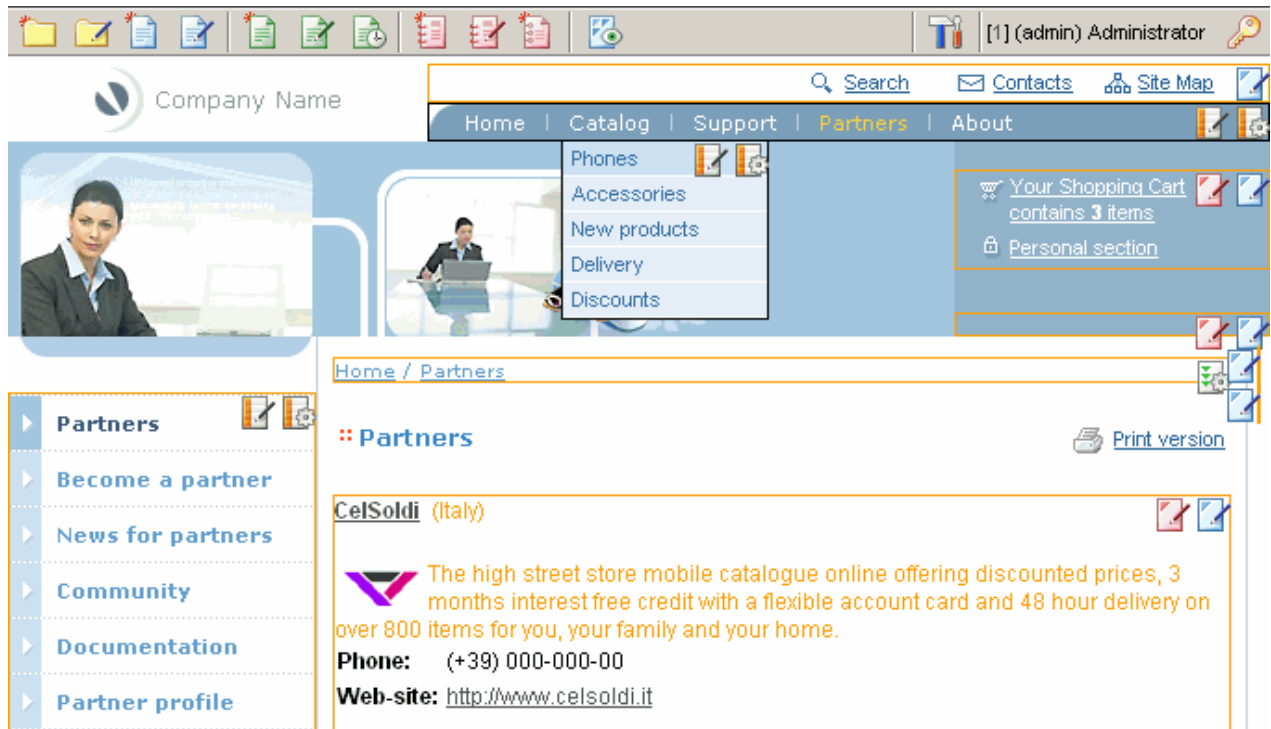 [1] (admin) Administrator
Company Name
Search Contacts Site Map
Home | Catalog | Support | Partners | About
Phones
Accessories
New products
Delivery
Discounts
Your Shopping Cart
contains 3 items
Personal section
Home / Partners
Partners
Become a partner
News for partners
Community
Documentation
Partner profile
Partners
Print version
CelSoldi (Italy)
The high street store mobile catalogue online offering discounted prices, 3
months interest free credit with a flexible account card and 48 hour delivery on
over 800 items for you, your family and your home.
Phone: (+39) 000-000-00
Web-site: http://www.celsoldi.it